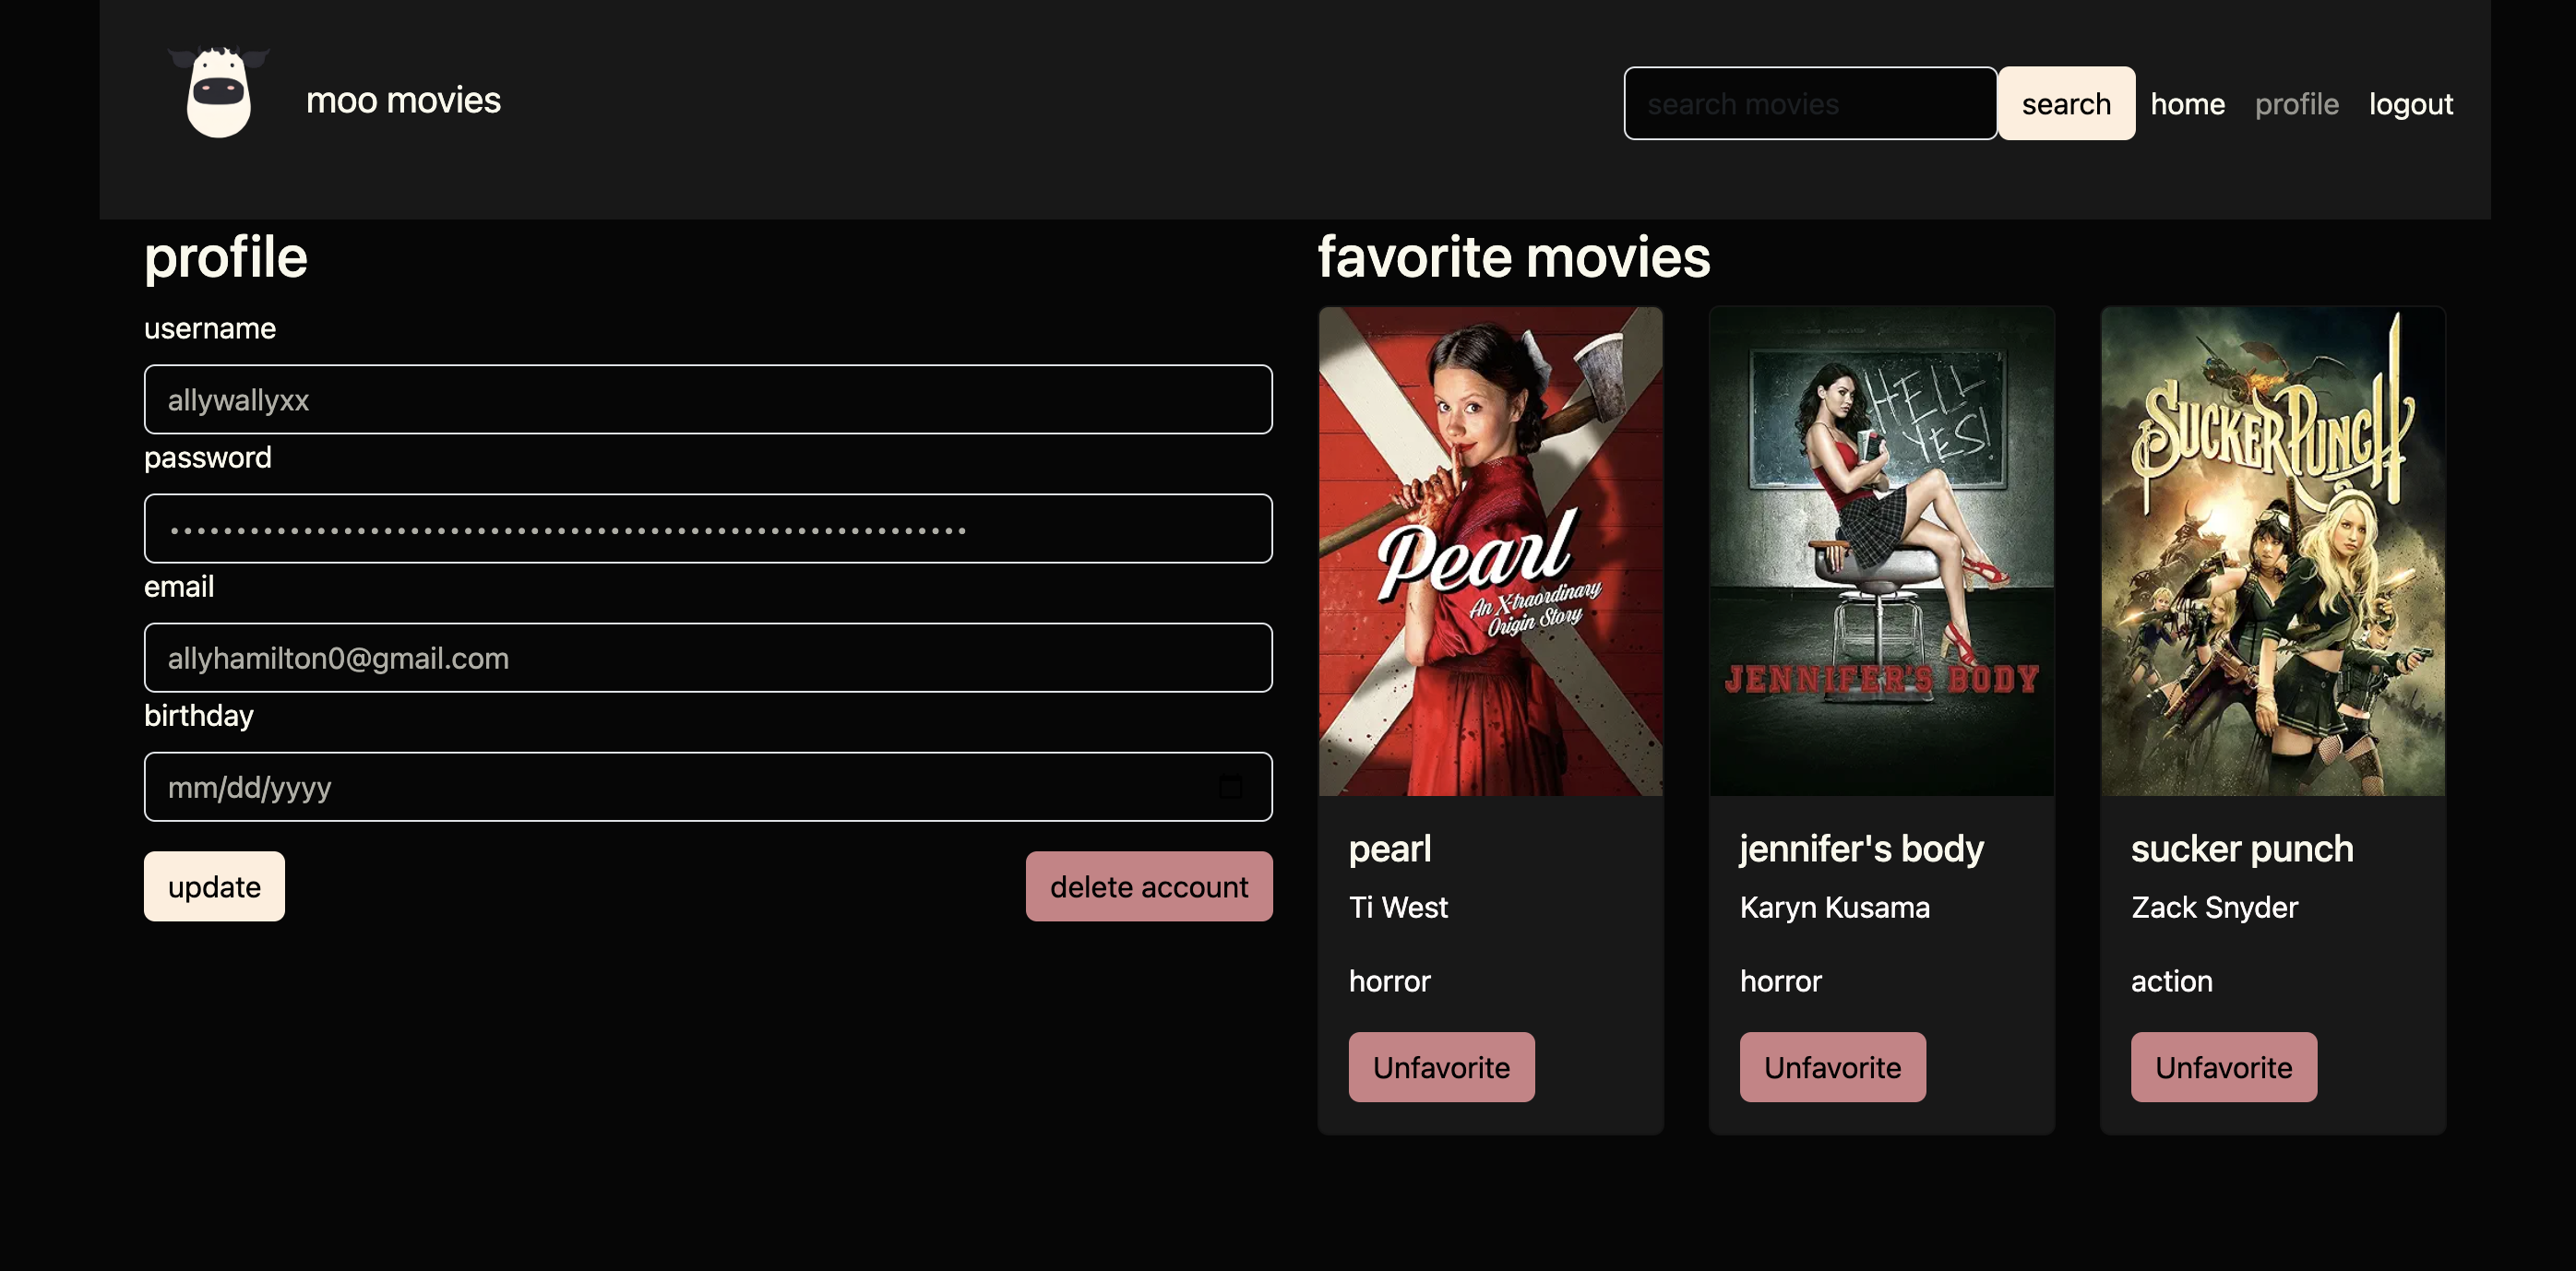 moo movies
search movies
search
home
profile
logout
profile
username
allywallyxx
password
email
allyhamilton0@gmail.com
birthday
mm/dd/yyyy
update
delete account
favorite movies
Pearl
An X-traordinary
Origin Story
pearl
Ti West
horror
Unfavorite
HELL
YES!
JENNIFER'S BODY
jennifer's body
Karyn Kusama
horror
Unfavorite
SUCKER PUNCH
sucker punch
Zack Snyder
action
Unfavorite